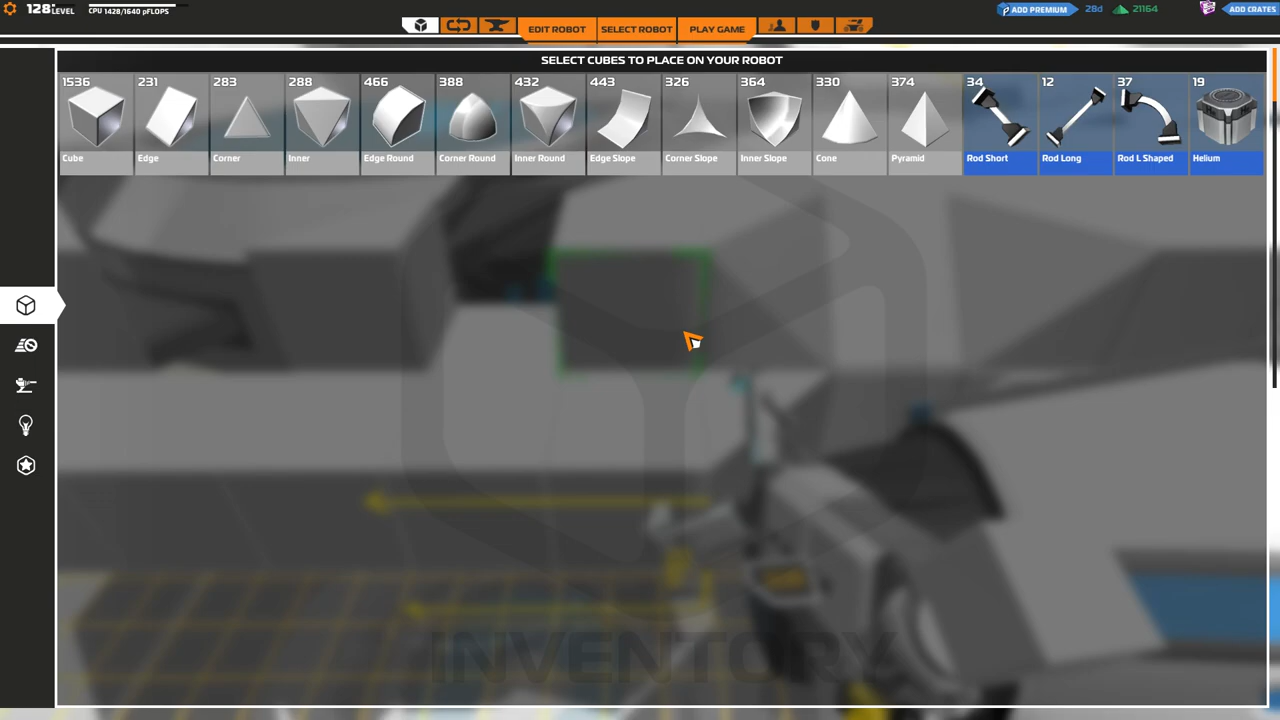 128 LEVEL
CPU 1428/1640 pFLOPS
EDIT ROBOT
SELECT ROBOT
PLAY GAME
ADD PREMIUM
28d
21164
ADD CRATES
SELECT CUBES TO PLACE ON YOUR ROBOT
1536 231 283 288 466 388 432 443 326 364 330 374 34 12 37 19
Cube Edge Corner Inner Edge Round Corner Round Inner Round Edge Slope Corner Slope Inner Slope Cone Pyramid Rod Short Rod Long Rod L Shaped Helium
INVENTORY